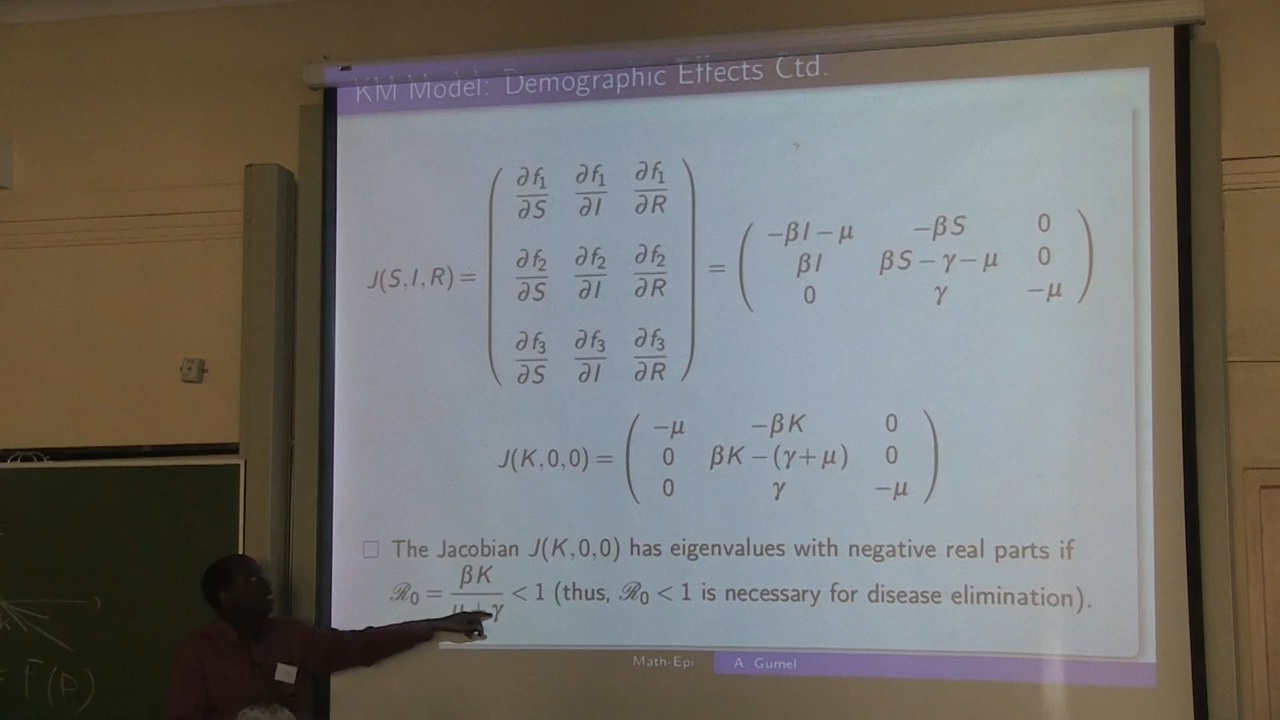 KM Model: Demographic Effects Ctd.
J(S,I,R) = ( ∂f₁/∂S ∂f₁/∂I ∂f₁/∂R
∂f₂/∂S ∂f₂/∂I ∂f₂/∂R
∂f₃/∂S ∂f₃/∂I ∂f₃/∂R )
= ( −βI−μ −βS 0
βI βS−γ−μ 0
0 γ −μ )
J(K,0,0) = ( −μ −βK 0
0 βK−(γ+μ) 0
0 γ −μ )
□ The Jacobian J(K,0,0) has eigenvalues with negative real parts if
ℛ₀ = βK/(μ+γ) < 1 (thus, ℛ₀ < 1 is necessary for disease elimination).
Math-Epi A. Gumel
F(P)